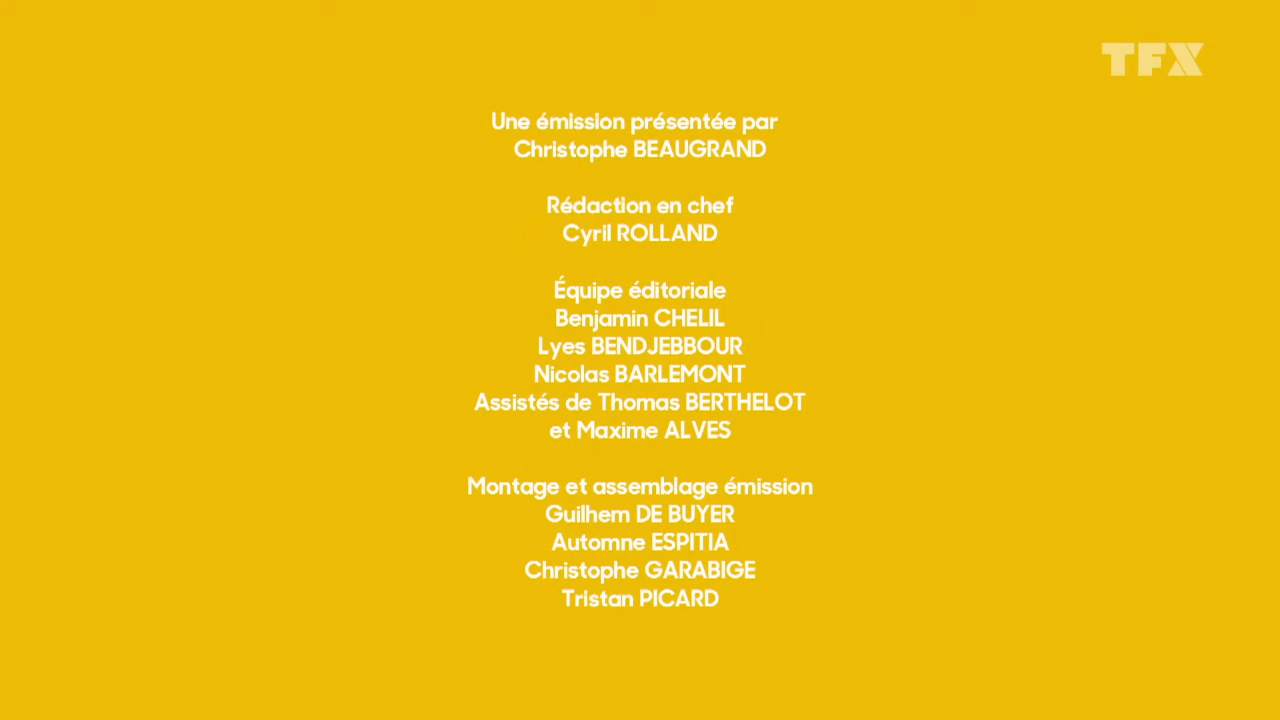 TFX
Une émission présentée par
Christophe BEAUGRAND
Rédaction en chef
Cyril ROLLAND
Équipe éditoriale
Benjamin CHELIL
Lyes BENDJEBBOUR
Nicolas BARLEMONT
Assistés de Thomas BERTHELOT
et Maxime ALVES
Montage et assemblage émission
Guilhem DE BUYER
Automne ESPITIA
Christophe GARABIGE
Tristan PICARD